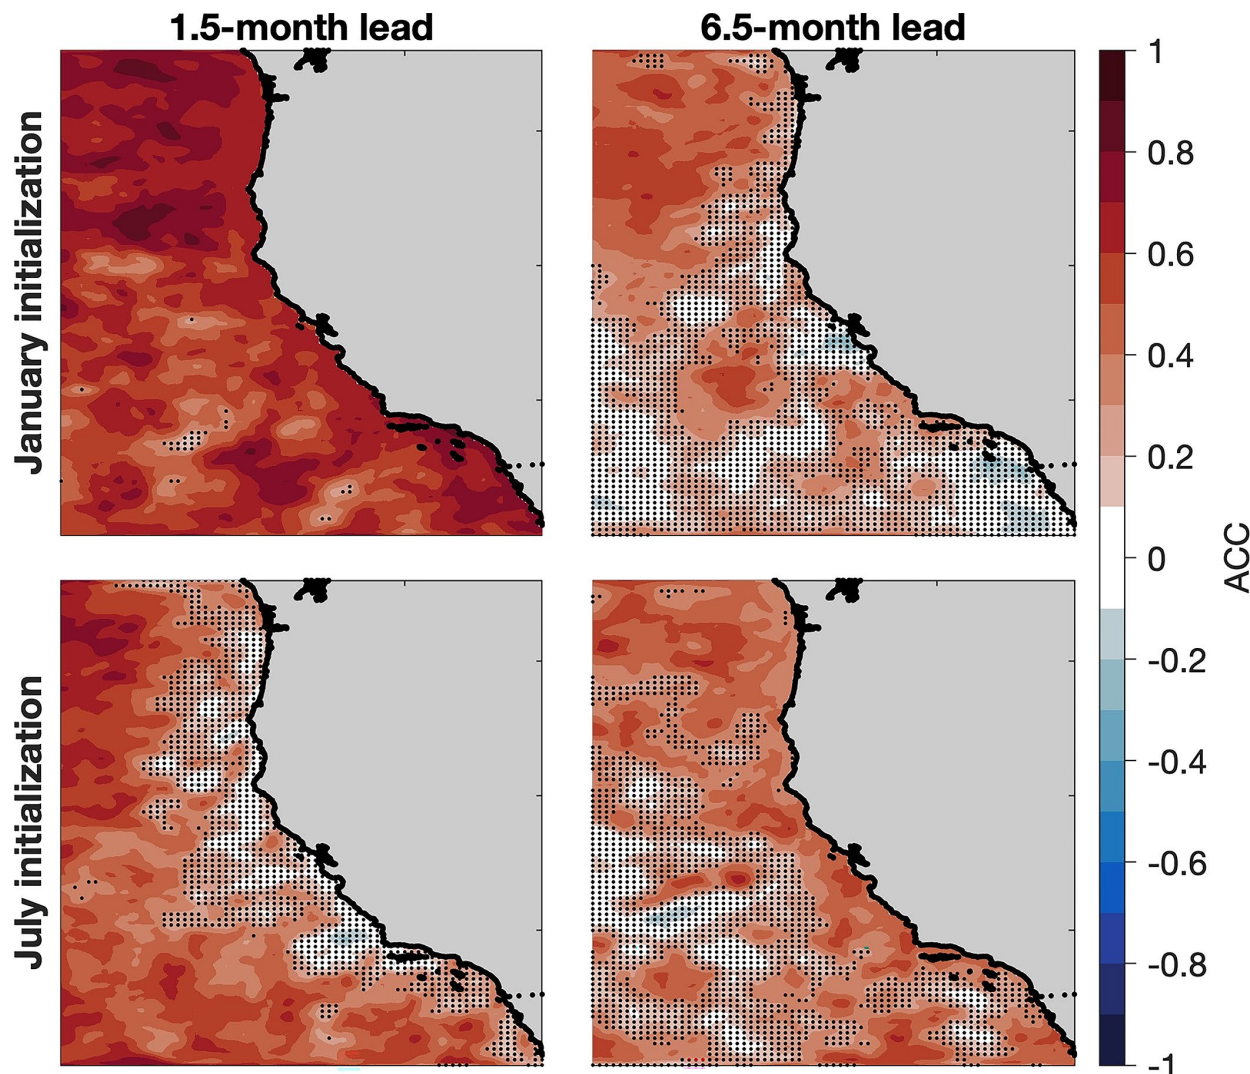 1.5-month lead
6.5-month lead
January initialization
July initialization
1
0.8
0.6
0.4
0.2
0
-0.2
-0.4
-0.6
-0.8
-1
ACC